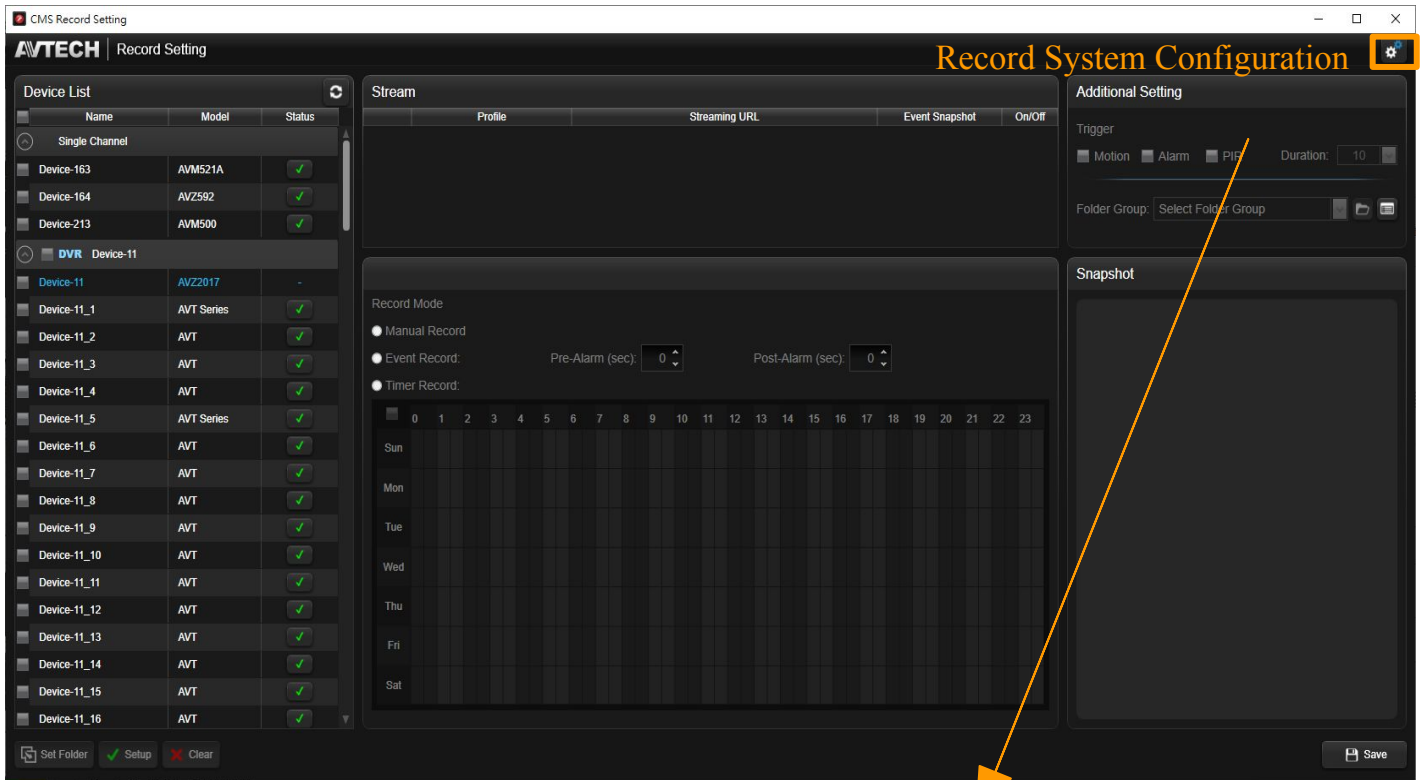 CMS Record Setting
AVTECH Record Setting
Record System Configuration
Device List
Name Model Status
Single Channel
Device-163 AVM521A
Device-164 AVZ592
Device-213 AVM500
DVR Device-11
Device-11 AVZ2017 -
Device-11_1 AVT Series
Device-11_2 AVT
Device-11_3 AVT
Device-11_4 AVT
Device-11_5 AVT Series
Device-11_6 AVT
Device-11_7 AVT
Device-11_8 AVT
Device-11_9 AVT
Device-11_10 AVT
Device-11_11 AVT
Device-11_12 AVT
Device-11_13 AVT
Device-11_14 AVT
Device-11_15 AVT
Device-11_16 AVT
Set Folder Setup Clear
Stream
Profile Streaming URL Event Snapshot On/Off
Record Mode
Manual Record
Event Record: Pre-Alarm (sec): 0 Post-Alarm (sec): 0
Timer Record:
0 1 2 3 4 5 6 7 8 9 10 11 12 13 14 15 16 17 18 19 20 21 22 23
Sun
Mon
Tue
Wed
Thu
Fri
Sat
Additional Setting
Trigger
Motion Alarm PIR Duration: 10
Folder Group: Select Folder Group
Snapshot
Save